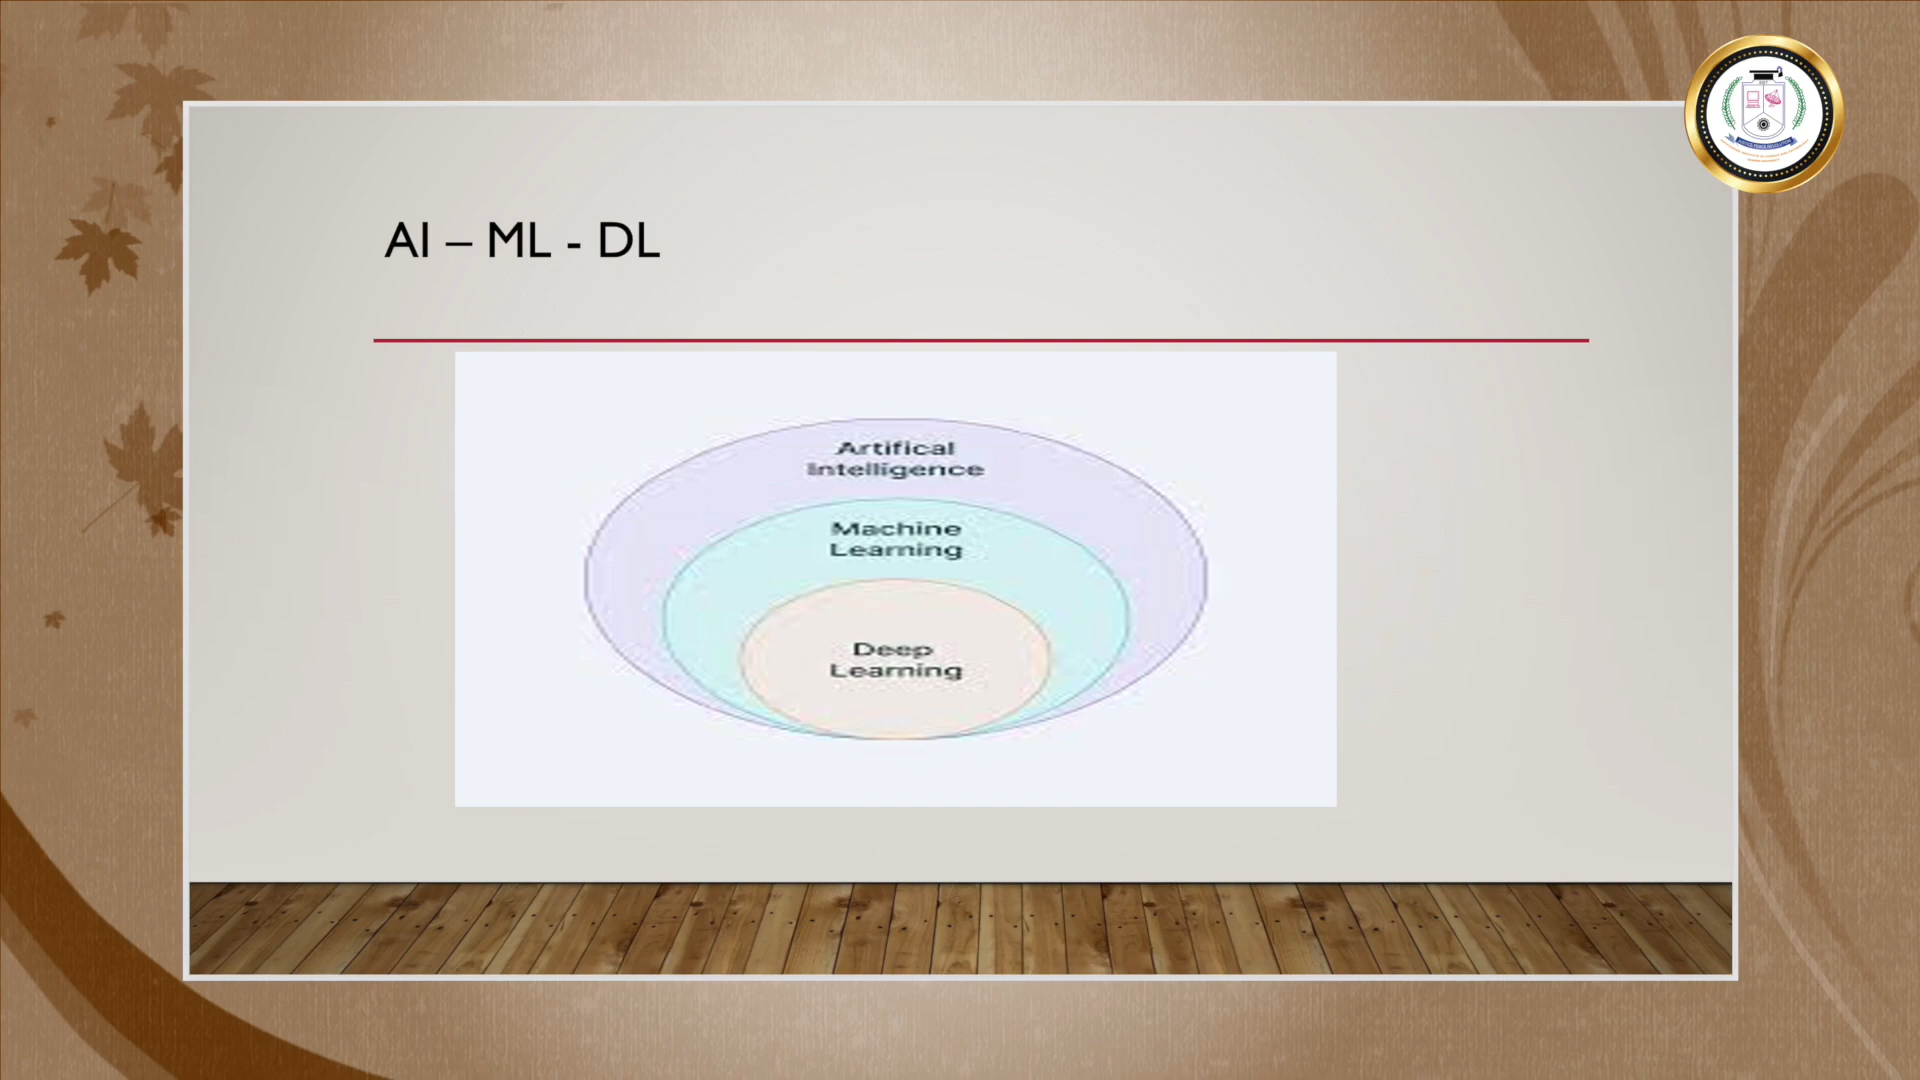 AI – ML - DL
Artifical
Intelligence
Machine
Learning
Deep
Learning